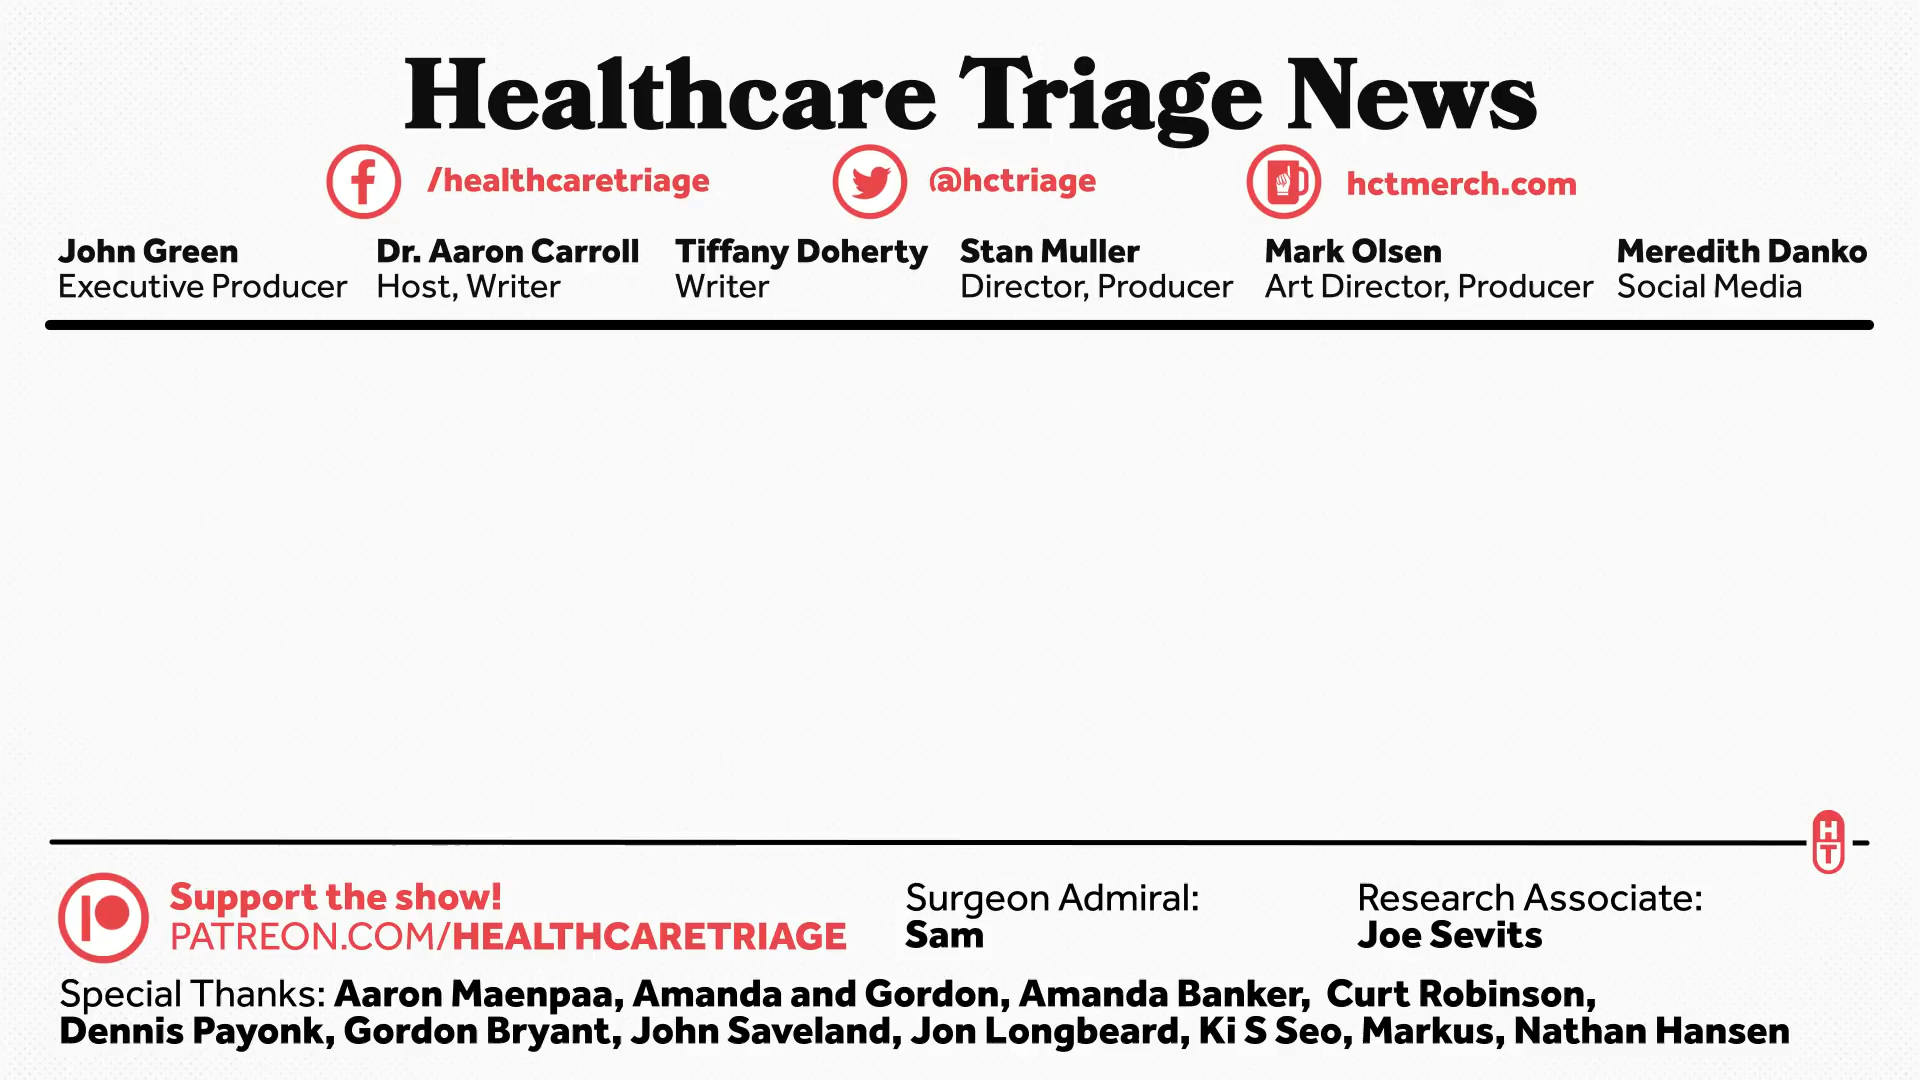 Healthcare Triage News
/healthcaretriage @hctriage hctmerch.com
John Green Dr. Aaron Carroll Tiffany Doherty Stan Muller Mark Olsen Meredith Danko
Executive Producer Host, Writer Writer Director, Producer Art Director, Producer Social Media
H
T
Support the show! Surgeon Admiral: Research Associate:
PATREON.COM/HEALTHCARETRIAGE Sam Joe Sevits
Special Thanks: Aaron Maenpaa, Amanda and Gordon, Amanda Banker, Curt Robinson,
Dennis Payonk, Gordon Bryant, John Saveland, Jon Longbeard, Ki S Seo, Markus, Nathan Hansen